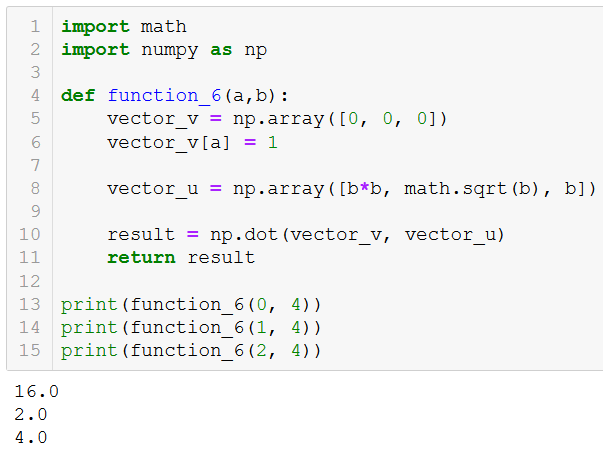 1 import math
2 import numpy as np
3
4 def function_6(a,b):
5     vector_v = np.array([0, 0, 0])
6     vector_v[a] = 1
7
8     vector_u = np.array([b*b, math.sqrt(b), b])
9
10     result = np.dot(vector_v, vector_u)
11     return result
12
13 print(function_6(0, 4))
14 print(function_6(1, 4))
15 print(function_6(2, 4))
16.0
2.0
4.0